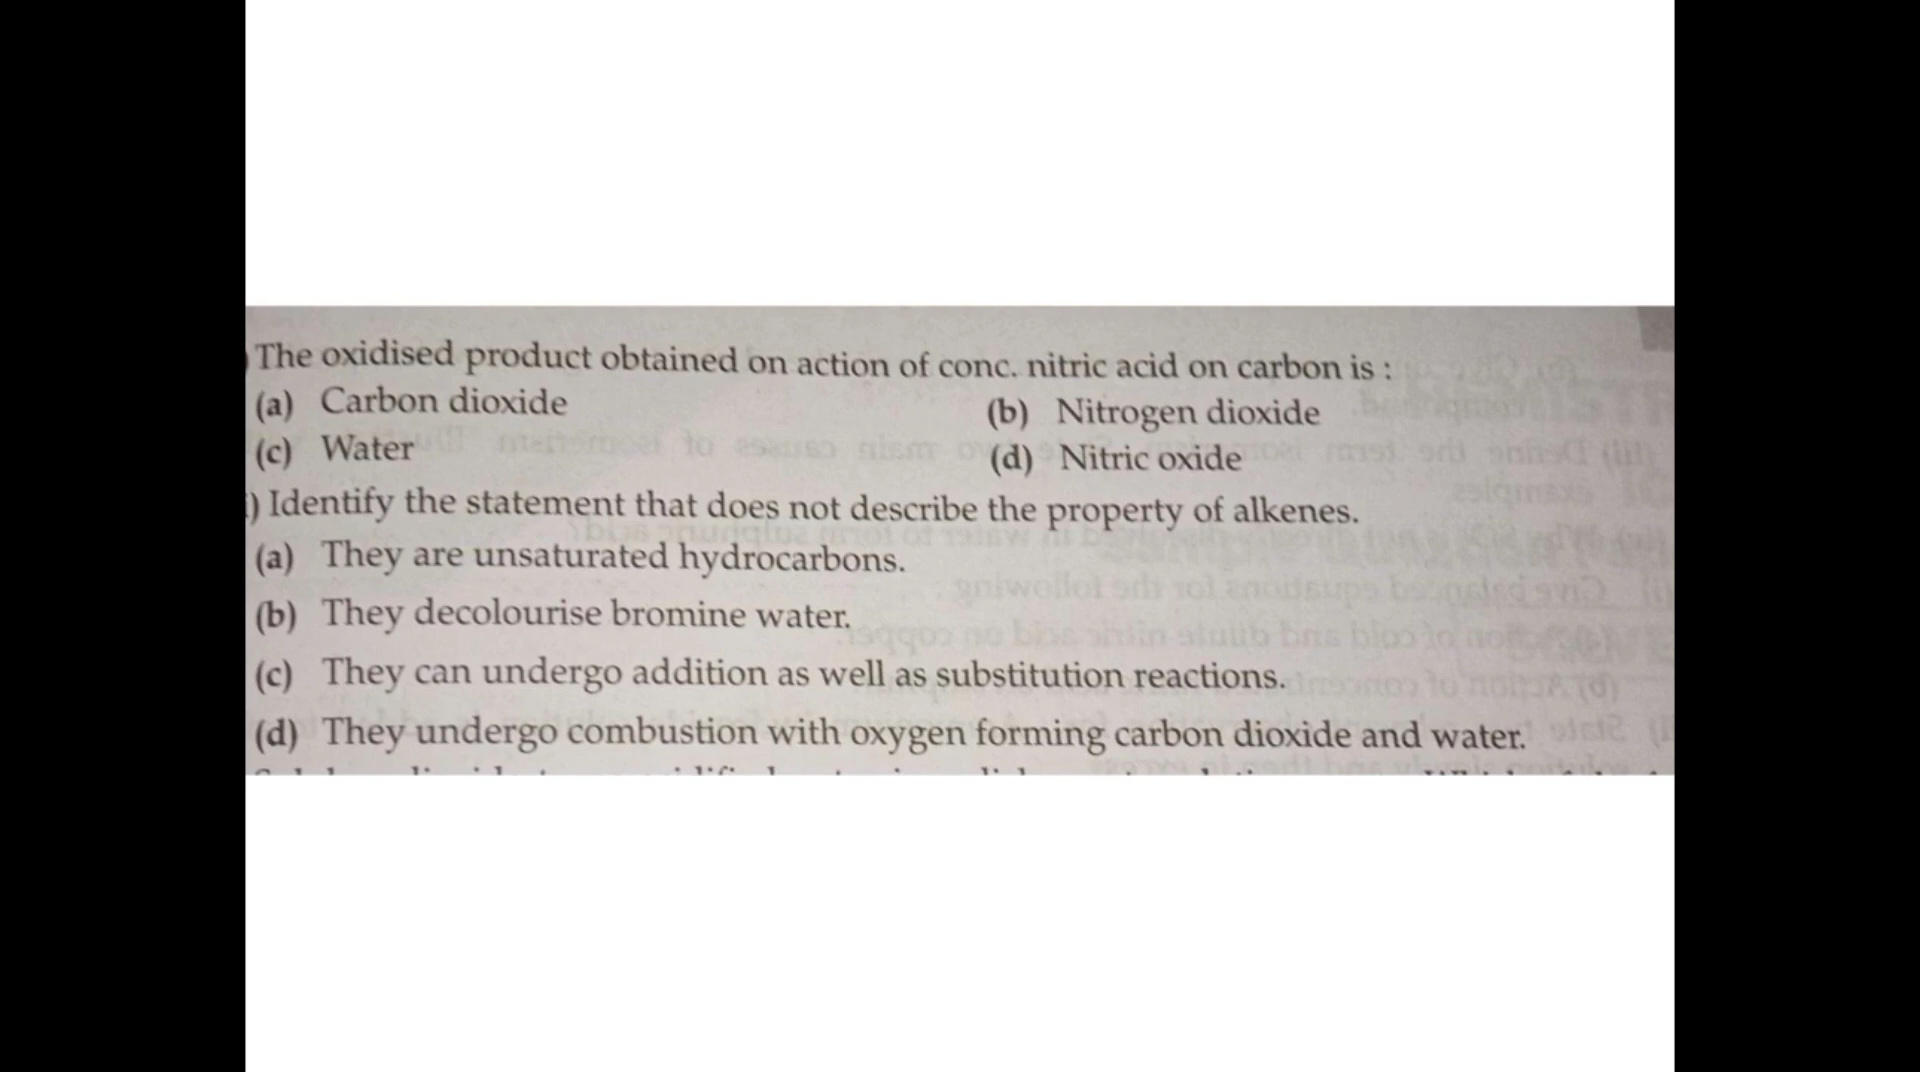 The oxidised product obtained on action of conc. nitric acid on carbon is :
(a) Carbon dioxide (b) Nitrogen dioxide
(c) Water (d) Nitric oxide
) Identify the statement that does not describe the property of alkenes.
(a) They are unsaturated hydrocarbons.
(b) They decolourise bromine water.
(c) They can undergo addition as well as substitution reactions.
(d) They undergo combustion with oxygen forming carbon dioxide and water.